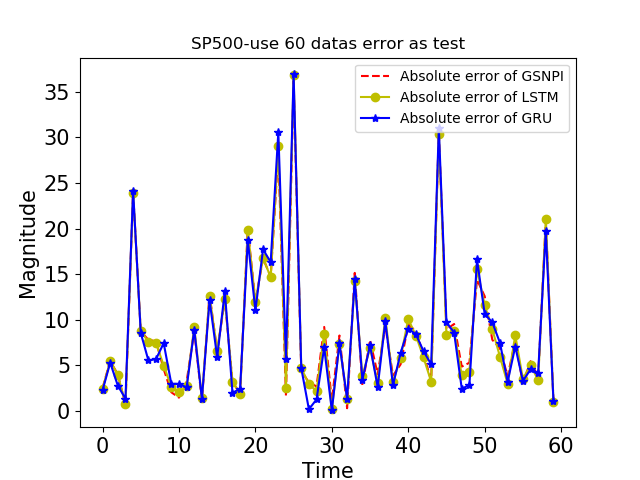 SP500-use 60 datas error as test
Absolute error of GSNPI
Absolute error of LSTM
Absolute error of GRU
Magnitude
35
30
25
20
15
10
5
0
0 10 20 30 40 50 60
Time